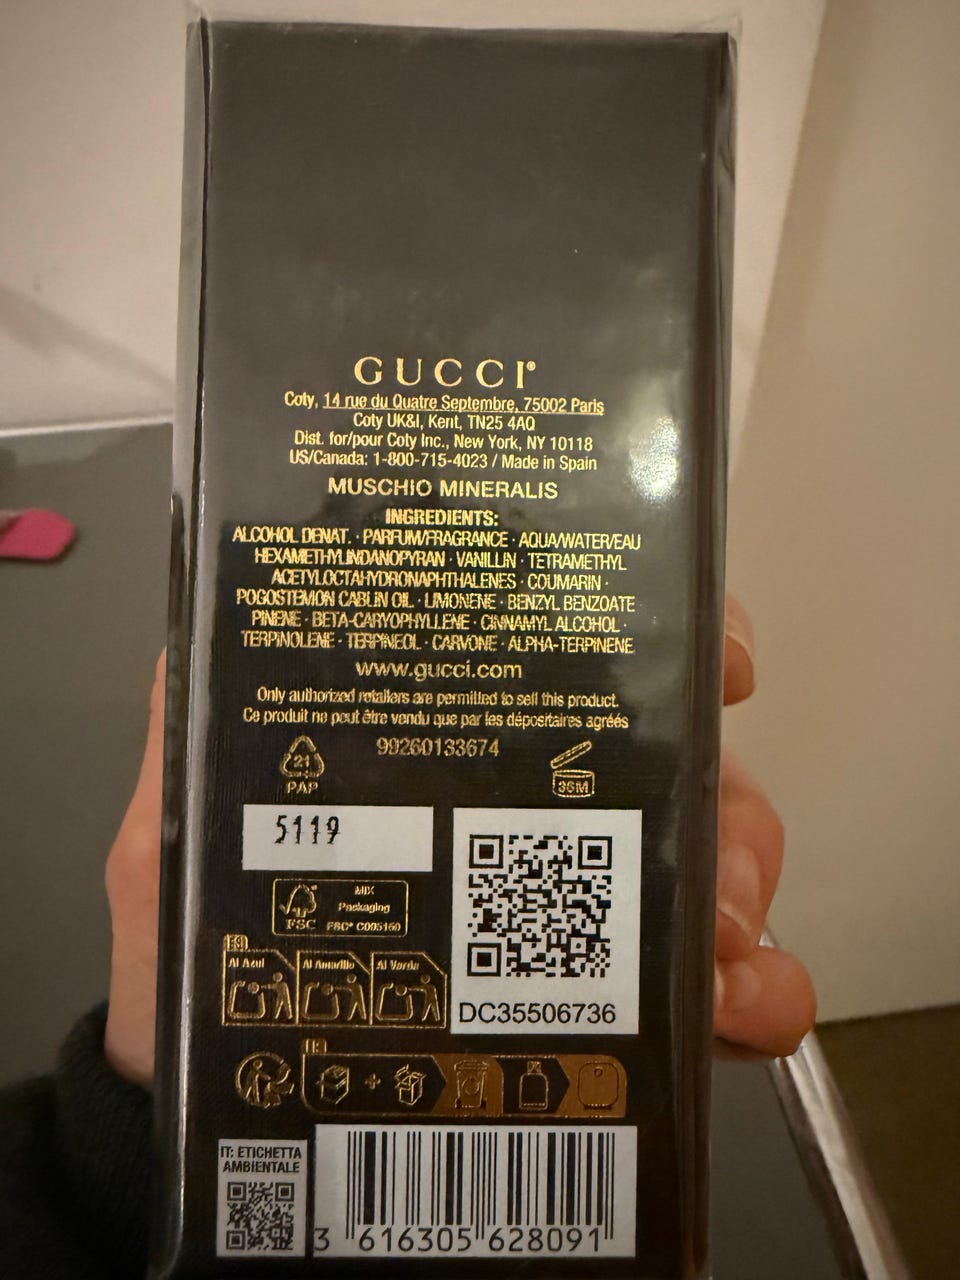 GUCCI®
Coty, 14 rue du Quatre Septembre, 75002 Paris
Coty UK&I, Kent, TN25 4AQ
Dist. for/pour Coty Inc., New York, NY 10118
US/Canada: 1-800-715-4023 / Made in Spain
MUSCHIO MINERALIS
INGREDIENTS:
ALCOHOL DENAT. · PARFUM/FRAGRANCE · AQUA/WATER/EAU
HEXAMETHYLINDANOPYRAN · VANILLIN · TETRAMETHYL
ACETYLOCTAHYDRONAPHTHALENES · COUMARIN ·
POGOSTEMON CABLIN OIL · LIMONENE · BENZYL BENZOATE
PINENE · BETA-CARYOPHYLLENE · CINNAMYL ALCOHOL ·
TERPINOLENE · TERPINEOL · CARVONE · ALPHA-TERPINENE
www.gucci.com
Only authorized retailers are permitted to sell this product.
Ce produit ne peut être vendu que par les dépositaires agréés
99260133674
21
PAP
36M
5119
MIX
Packaging
FSC
FSC® C005160
DC35506736
ES
Al Azul
Al Amarillo
Al Verde
FR
IT: ETICHETTA
AMBIENTALE
3 616305 628091